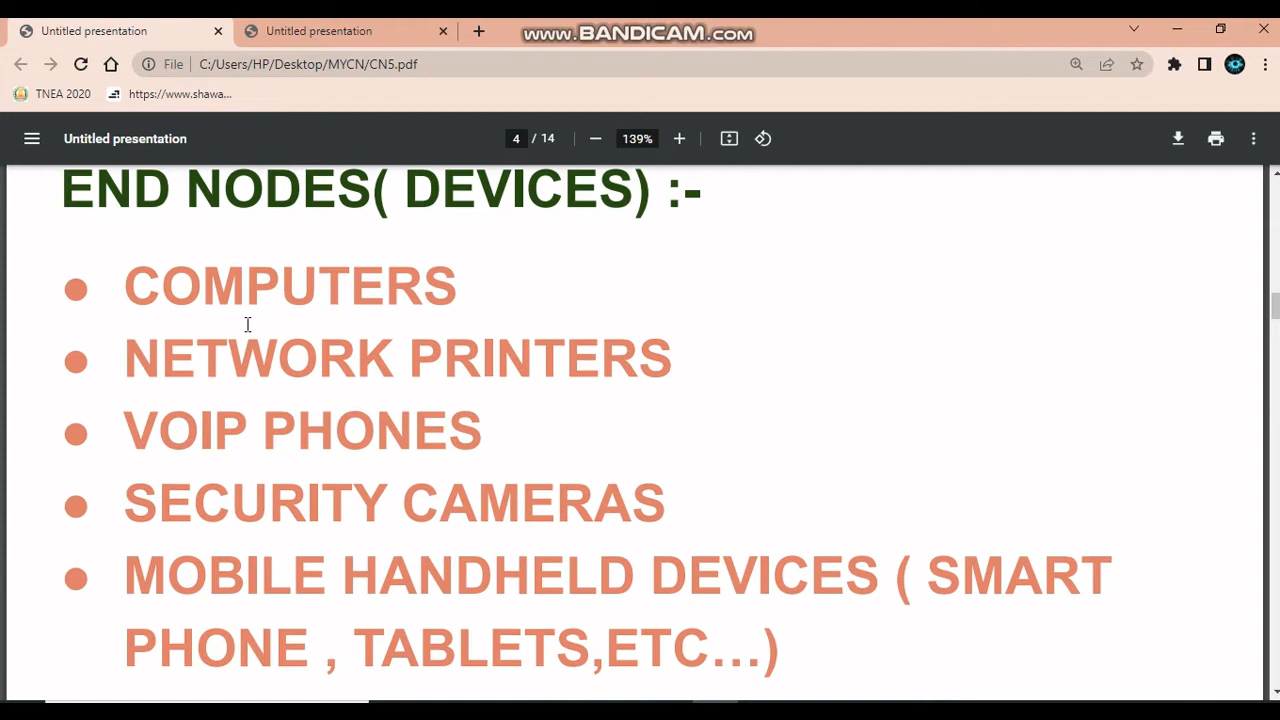 Untitled presentation
Untitled presentation
www.BANDICAM.com
File
C:/Users/HP/Desktop/MYCN/CN5.pdf
TNEA 2020
https://www.shawa...
Untitled presentation
4 / 14
139%
END NODES( DEVICES) :-
● COMPUTERS
● NETWORK PRINTERS
● VOIP PHONES
● SECURITY CAMERAS
● MOBILE HANDHELD DEVICES ( SMART
PHONE , TABLETS,ETC...)